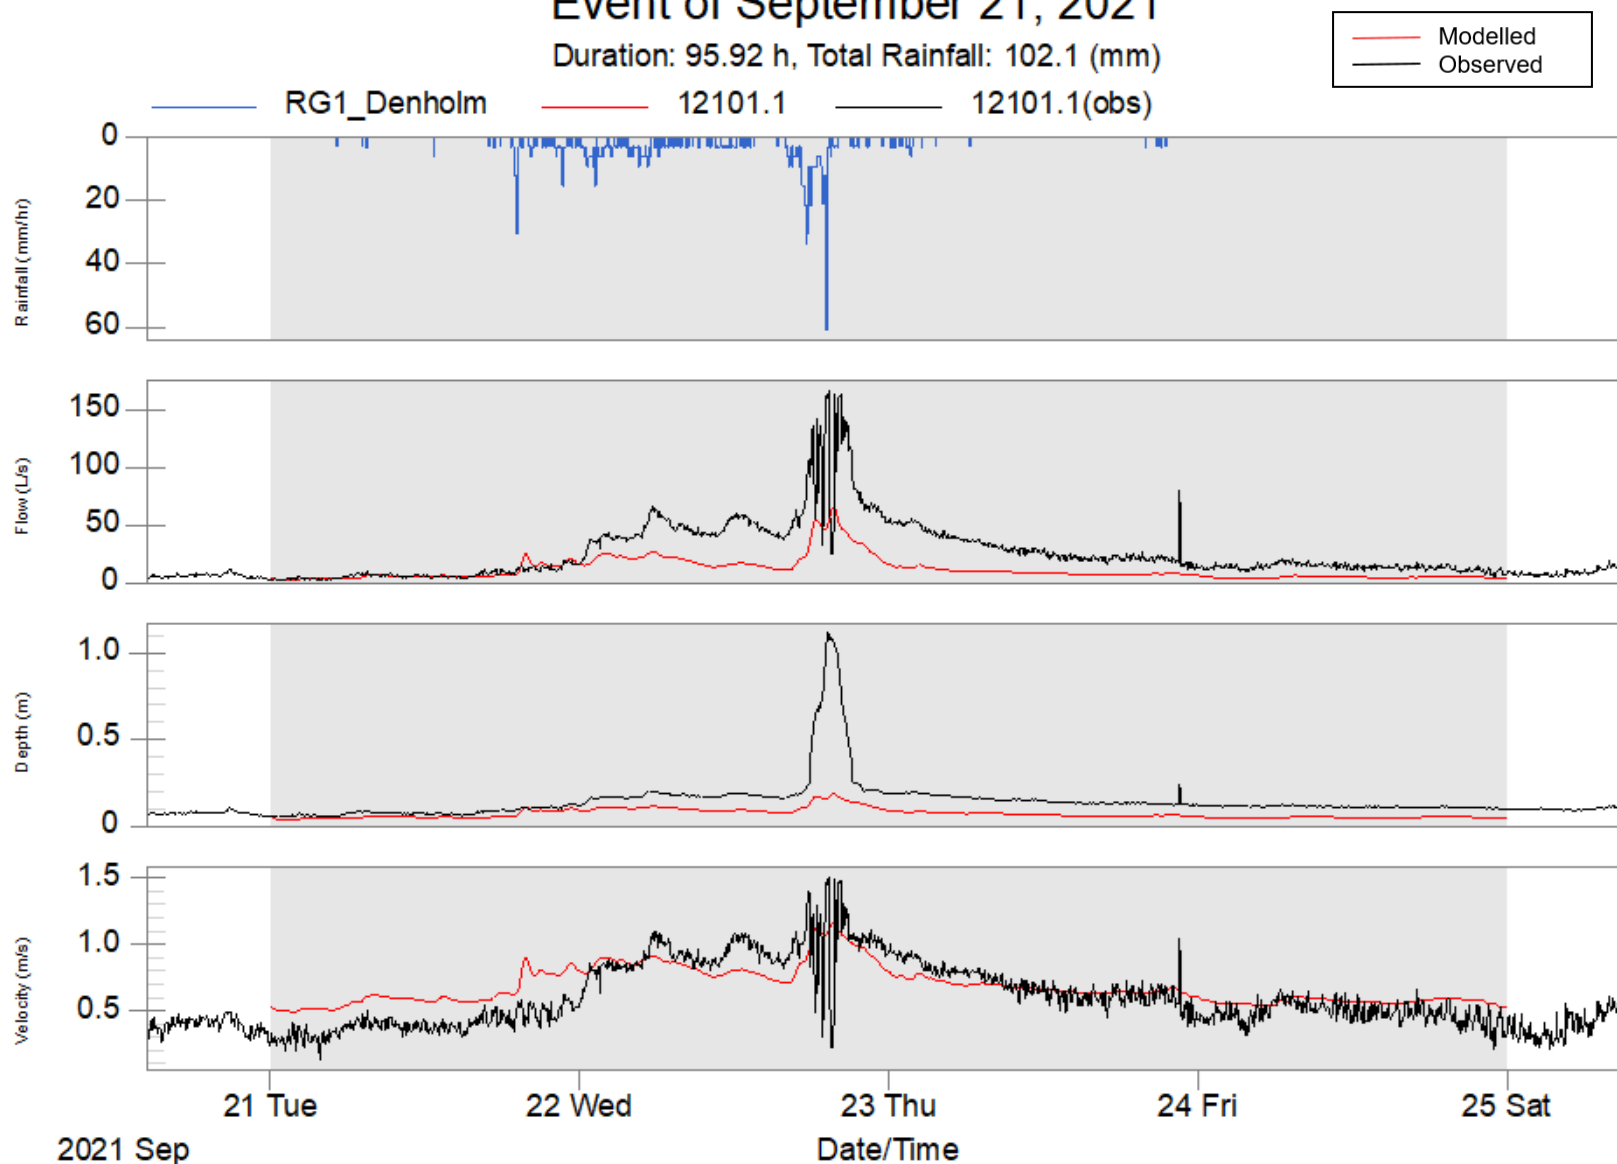 Event of September 21, 2021
Duration: 95.92 h, Total Rainfall: 102.1 (mm)
Modelled
Observed
RG1_Denholm 12101.1 12101.1(obs)
0
20
40
60
Rainfall (mm/hr)
150
100
50
0
Flow (L/s)
1.0
0.5
0
Depth (m)
1.5
1.0
0.5
Velocity (m/s)
21 Tue 22 Wed 23 Thu 24 Fri 25 Sat
2021 Sep Date/Time